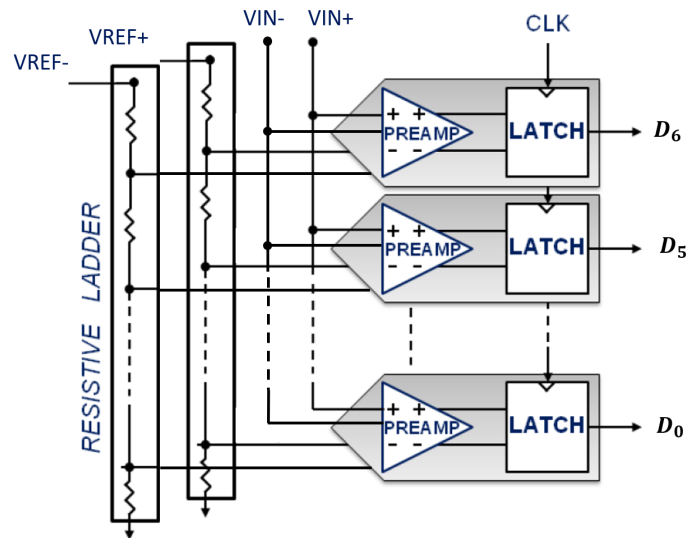 VIN- VIN+
VREF+
CLK
VREF-
+ +
PREAMP
- -
LATCH
D6
+ +
PREAMP
- -
LATCH
D5
RESISTIVE LADDER
+ +
PREAMP
-
LATCH
D0